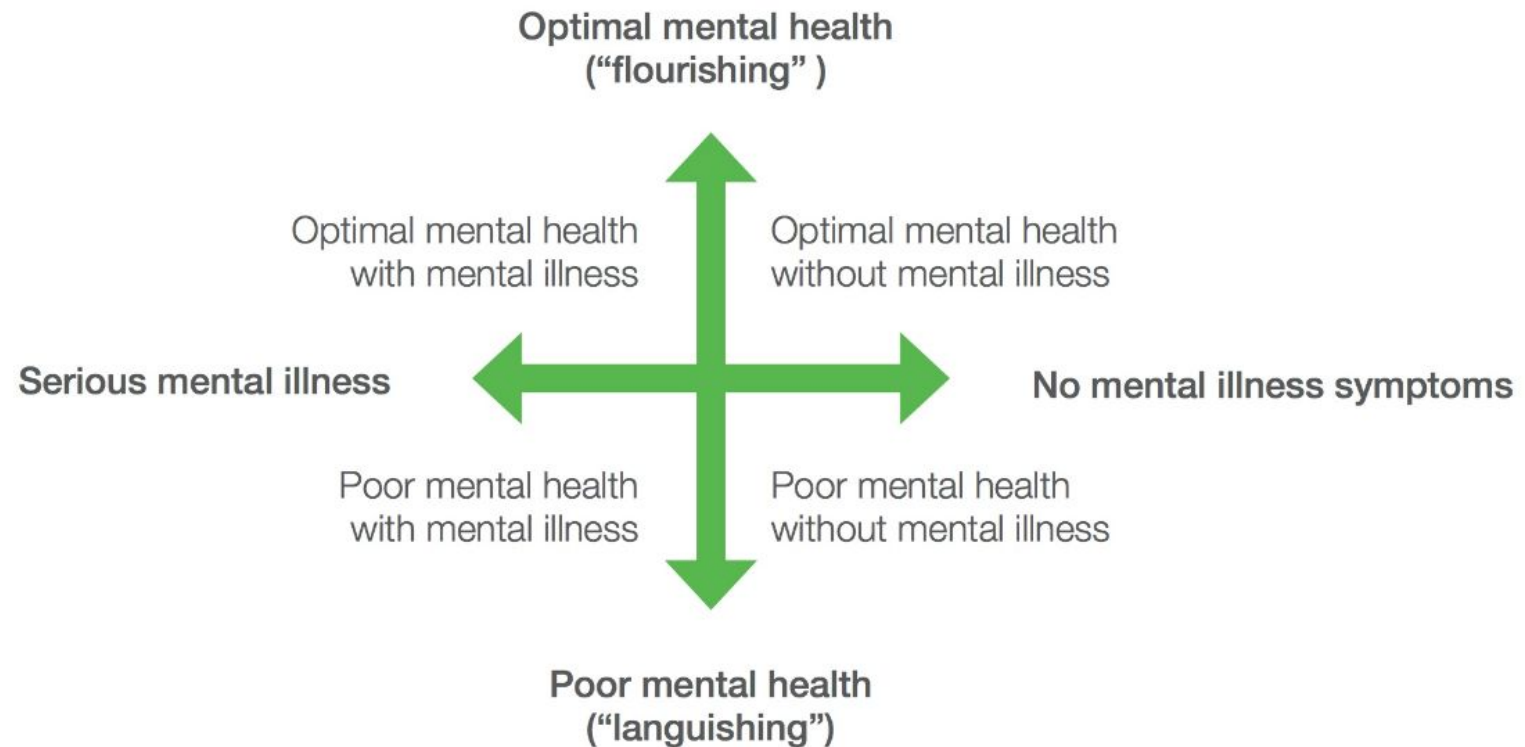 Optimal mental health
(“flourishing” )
Optimal mental health
with mental illness
Optimal mental health
without mental illness
Serious mental illness
No mental illness symptoms
Poor mental health
with mental illness
Poor mental health
without mental illness
Poor mental health
(“languishing”)